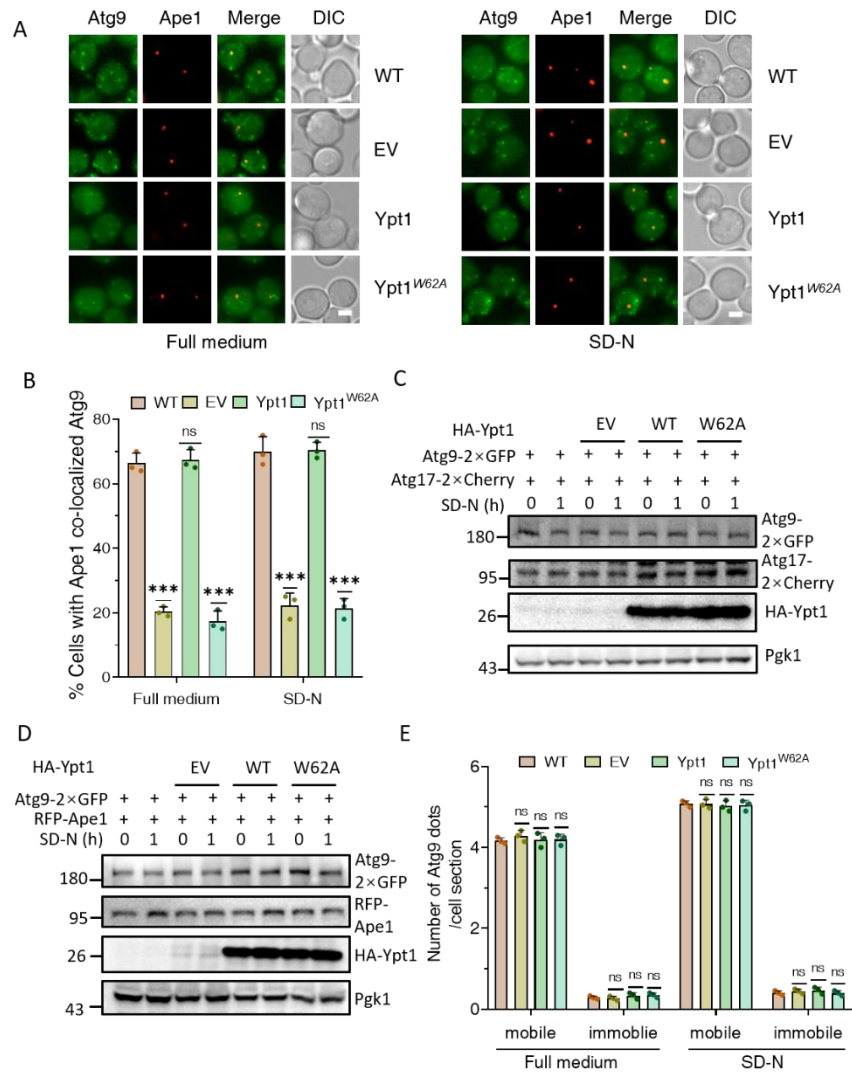 A
Atg9 Ape1 Merge DIC
WT
EV
Ypt1
Ypt1W62A
Full medium
Atg9 Ape1 Merge DIC
WT
EV
Ypt1
Ypt1W62A
SD-N
B
WT EV Ypt1 Ypt1W62A
% Cells with Ape1 co-localized Atg9
80
60
40
20
0
ns
ns
*** *** *** ***
Full medium SD-N
C
HA-Ypt1 EV WT W62A
Atg9-2×GFP + + + + + + + +
Atg17-2×Cherry + + + + + + + +
SD-N (h) 0 1 0 1 0 1 0 1
180
Atg9-
2×GFP
95
Atg17-
2×Cherry
26
HA-Ypt1
43
Pgk1
D
HA-Ypt1 EV WT W62A
Atg9-2×GFP + + + + + + + +
RFP-Ape1 + + + + + + + +
SD-N (h) 0 1 0 1 0 1 0 1
180
Atg9-
2×GFP
95
RFP-
Ape1
26
HA-Ypt1
43
Pgk1
E
WT EV Ypt1 Ypt1W62A
Number of Atg9 dots
/cell section
6
4
2
0
ns ns ns
ns ns ns
ns ns ns
ns ns ns
mobile immoblie mobile immobile
Full medium SD-N